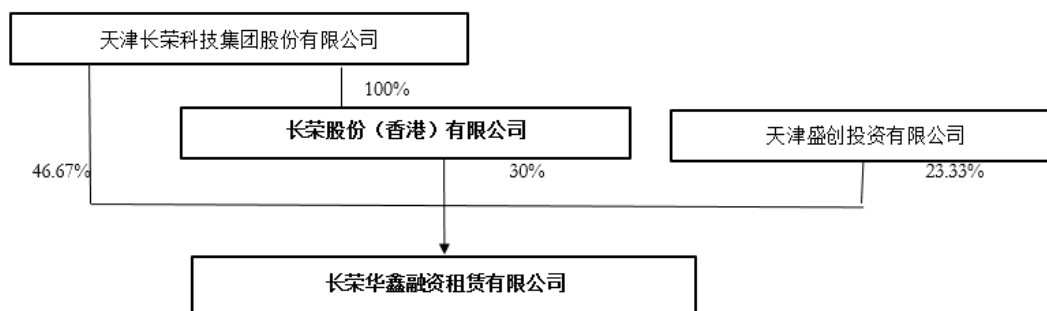 天津长荣科技集团股份有限公司
100%
长荣股份（香港）有限公司
天津盛创投资有限公司
46.67%
30%
23.33%
长荣华鑫融资租赁有限公司